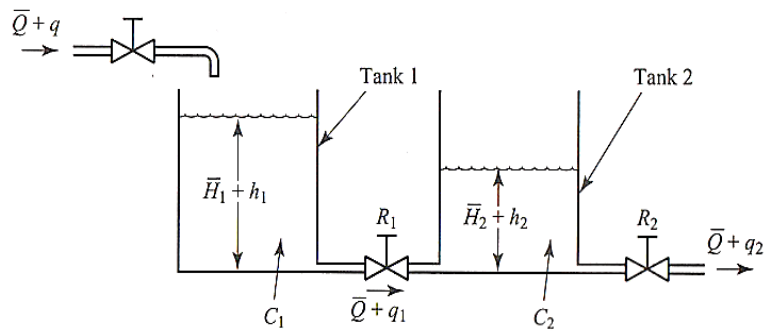 Q̅ + q
Tank 1
Tank 2
H̅₁ + h₁
R₁
H̅₂ + h₂
R₂
Q̅ + q₂
Q̅ + q₁
C₁
C₂